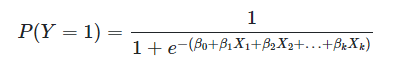 P(Y = 1) = 1 / (1 + e^−(β₀+β₁X₁+β₂X₂+…+βₖXₖ))